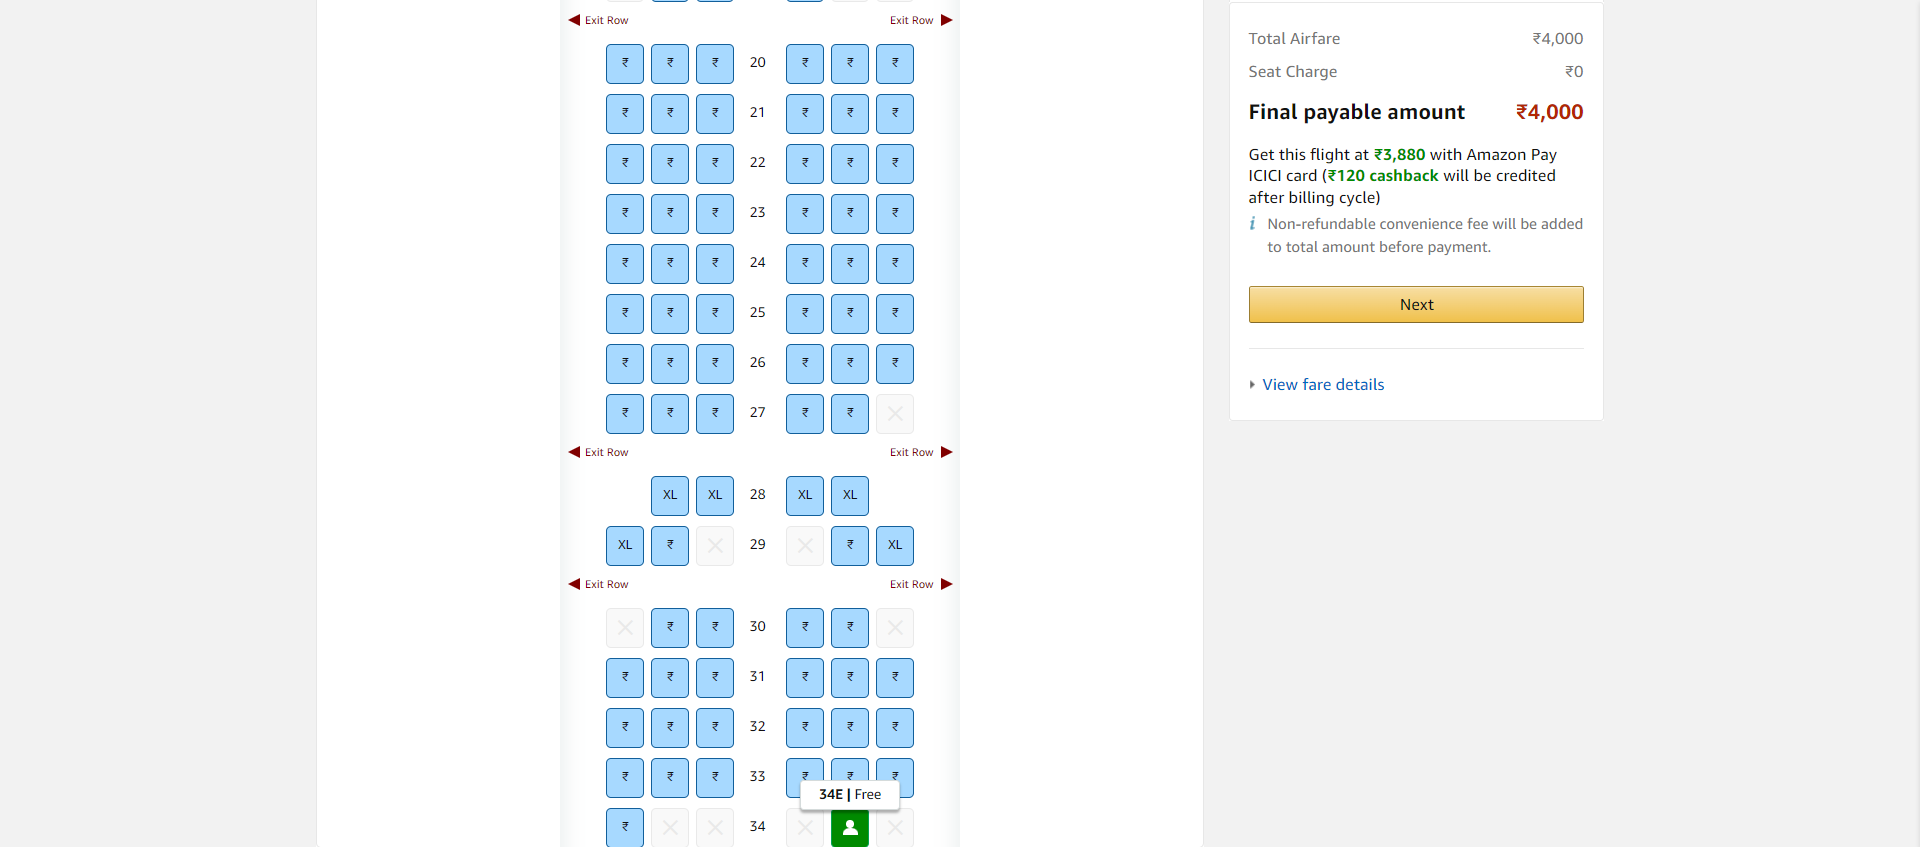 Exit Row Exit Row
₹ ₹ ₹ 20 ₹ ₹ ₹
₹ ₹ ₹ 21 ₹ ₹ ₹
₹ ₹ ₹ 22 ₹ ₹ ₹
₹ ₹ ₹ 23 ₹ ₹ ₹
₹ ₹ ₹ 24 ₹ ₹ ₹
₹ ₹ ₹ 25 ₹ ₹ ₹
₹ ₹ ₹ 26 ₹ ₹ ₹
₹ ₹ ₹ 27 ₹ ₹
Exit Row Exit Row
XL XL 28 XL XL
XL ₹ 29 ₹ XL
Exit Row Exit Row
₹ ₹ 30 ₹ ₹
₹ ₹ ₹ 31 ₹ ₹ ₹
₹ ₹ ₹ 32 ₹ ₹ ₹
₹ ₹ ₹ 33 ₹ ₹ ₹
34E | Free
₹ 34
Total Airfare ₹4,000
Seat Charge ₹0
Final payable amount ₹4,000
Get this flight at ₹3,880 with Amazon Pay
ICICI card (₹120 cashback will be credited
after billing cycle)
i Non-refundable convenience fee will be added
to total amount before payment.
Next
View fare details